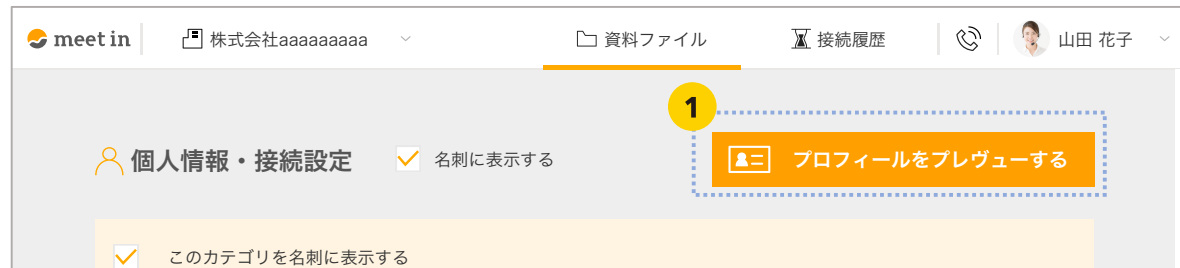 meet in 株式会社aaaaaaaaa 資料ファイル 接続履歴 山田 花子
1
個人情報・接続設定 名刺に表示する プロフィールをプレヴューする
このカテゴリを名刺に表示する